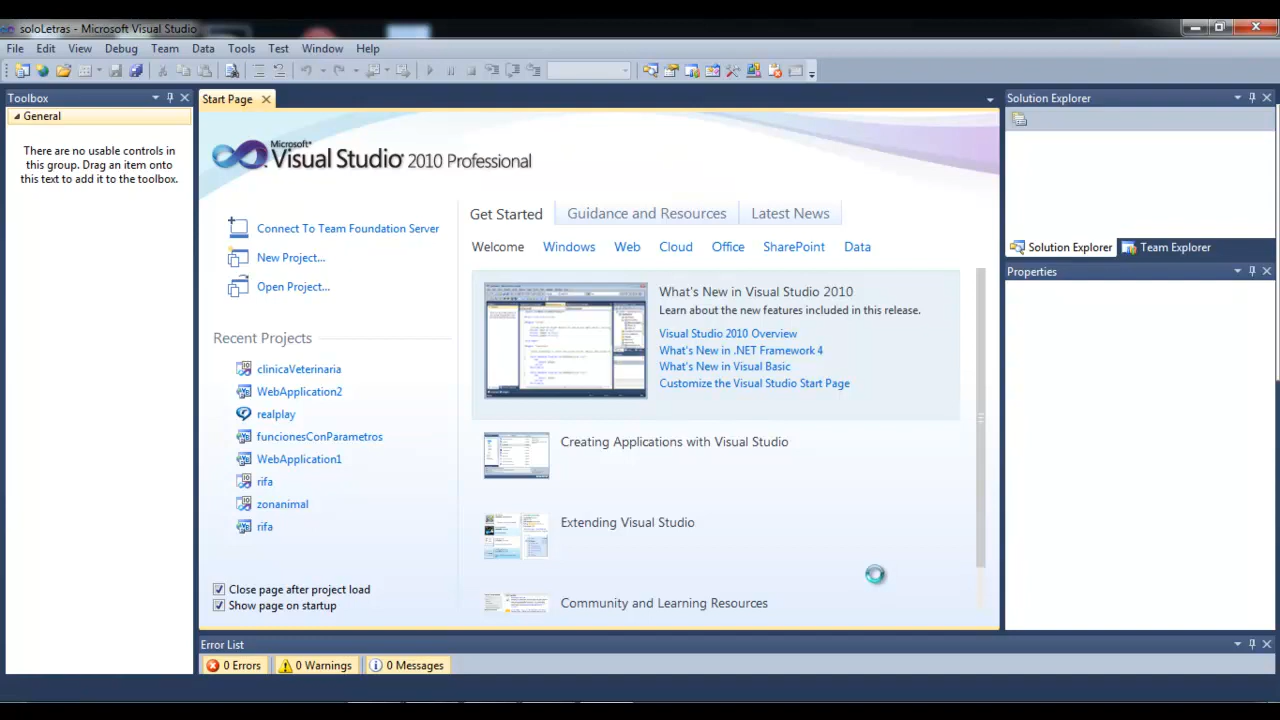 soloLetras - Microsoft Visual Studio
File Edit View Debug Team Data Tools Test Window Help
Toolbox
General
There are no usable controls in
this group. Drag an item onto
this text to add it to the toolbox.
Start Page
Microsoft®
Visual Studio® 2010 Professional
Connect To Team Foundation Server
New Project...
Open Project...
Recent Projects
clinicaVeterinaria
WebApplication2
realplay
funcionesConParametros
WebApplication1
rifa
zonanimal
rifa
Close page after project load
Show page on startup
Get Started Guidance and Resources Latest News
Welcome Windows Web Cloud Office SharePoint Data
What's New in Visual Studio 2010
Learn about the new features included in this release.
Visual Studio 2010 Overview
What's New in .NET Framework 4
What's New in Visual Basic
Customize the Visual Studio Start Page
Creating Applications with Visual Studio
Extending Visual Studio
Community and Learning Resources
Solution Explorer
Solution Explorer Team Explorer
Properties
Error List
0 Errors 0 Warnings 0 Messages